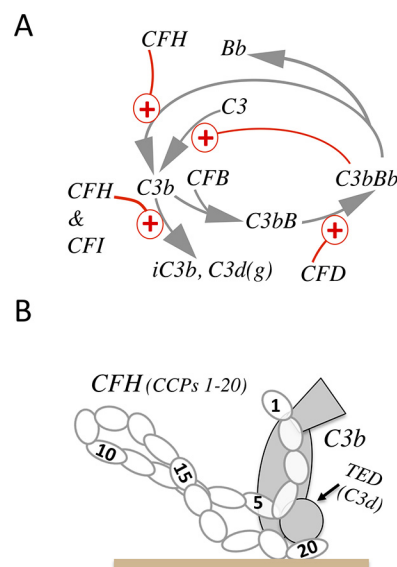 A
CFH
Bb
+
C3
+
C3b
CFB
C3bBb
CFH
&
CFI
+
C3bB
+
iC3b, C3d(g)
CFD
B
CFH (CCPs 1-20)
1
C3b
10
15
TED
(C3d)
5
20